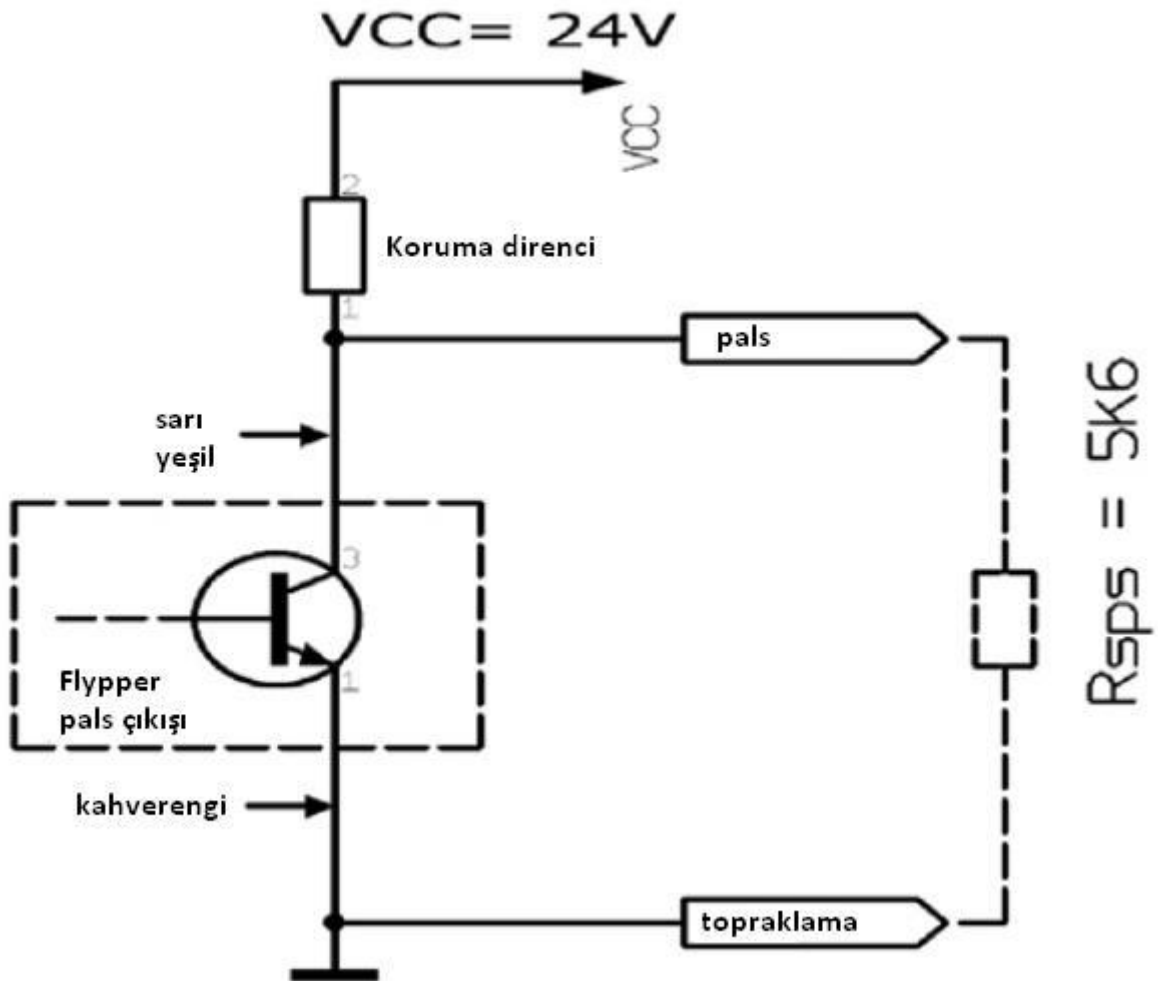 VCC= 24V
VCC
2
Koruma direnci
1
pals
sarı
yeşil
Rsps = 5K6
3
Flypper
pals çıkışı
1
kahverengi
topraklama